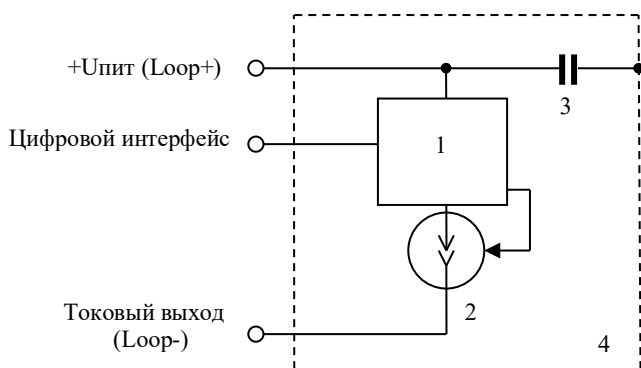 +Uпит (Loop+)
3
Цифровой интерфейс
1
2
Токовый выход
(Loop-)
4